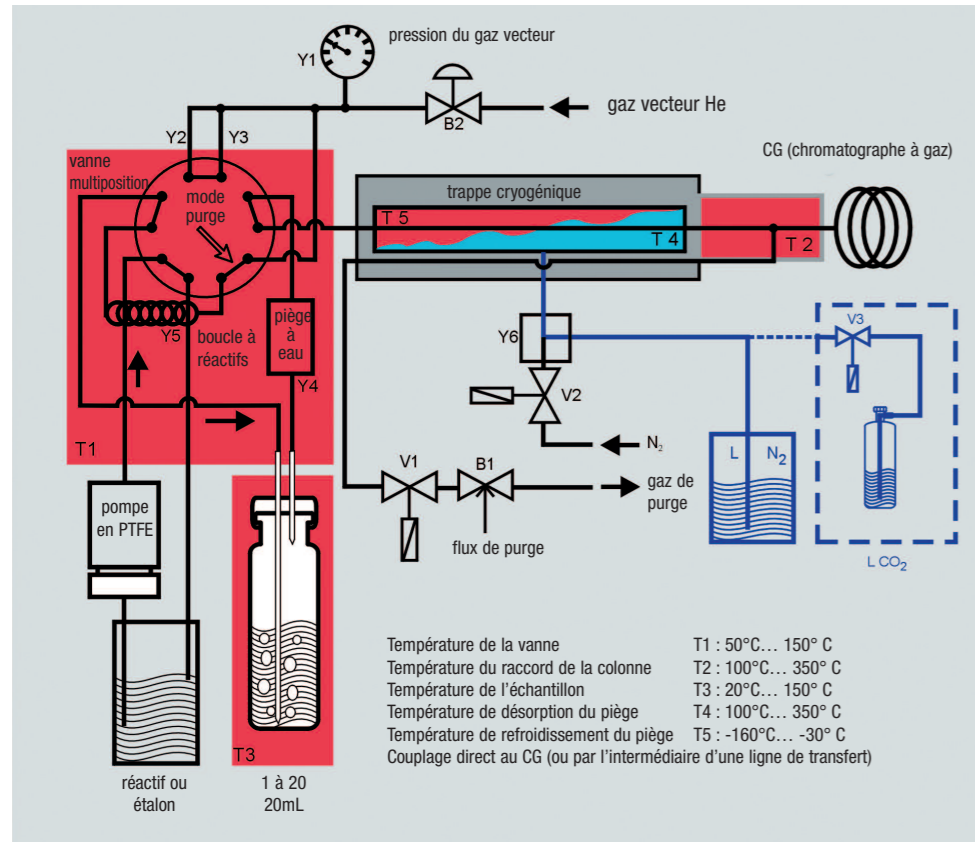 pression du gaz vecteur
Y1
gaz vecteur He
B2
Y2
Y3
CG (chromatographe à gaz)
vanne
multiposition
mode
purge
trappe cryogénique
T 5
T 4
T 2
Y5
boucle à
réactifs
piège
à
eau
Y4
Y6
V3
V2
N2
T1
V1
B1
gaz de
purge
flux de purge
L N2
L CO2
pompe
en PTFE
T3
réactif ou
étalon
1 à 20
20mL
Température de la vanne T1 : 50°C... 150° C
Température du raccord de la colonne T2 : 100°C... 350° C
Température de l'échantillon T3 : 20°C... 150° C
Température de désorption du piège T4 : 100°C... 350° C
Température de refroidissement du piège T5 : -160°C... -30° C
Couplage direct au CG (ou par l'intermédiaire d'une ligne de transfert)